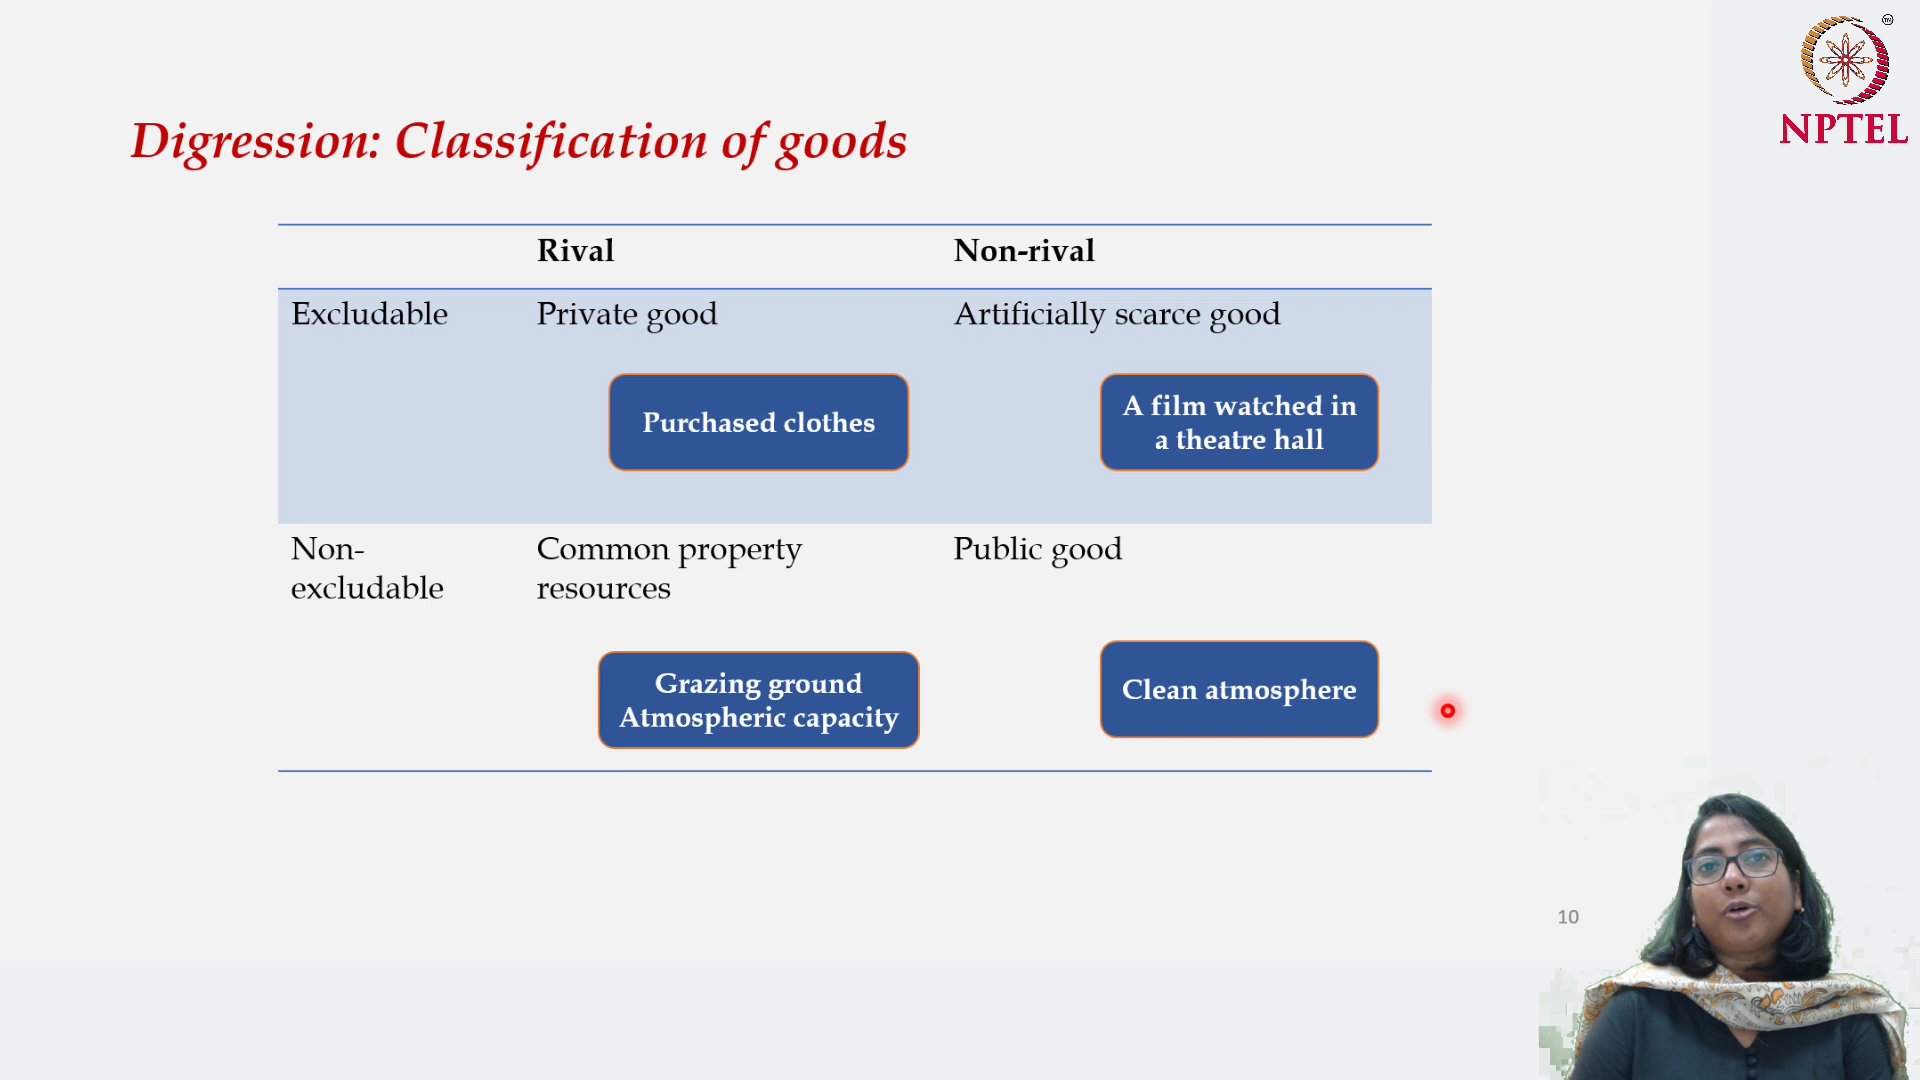 NPTEL
TM
Digression: Classification of goods
Rival Non-rival
Excludable Private good Artificially scarce good
Purchased clothes
A film watched in
a theatre hall
Non-
excludable
Common property
resources
Public good
Grazing ground
Atmospheric capacity
Clean atmosphere
10